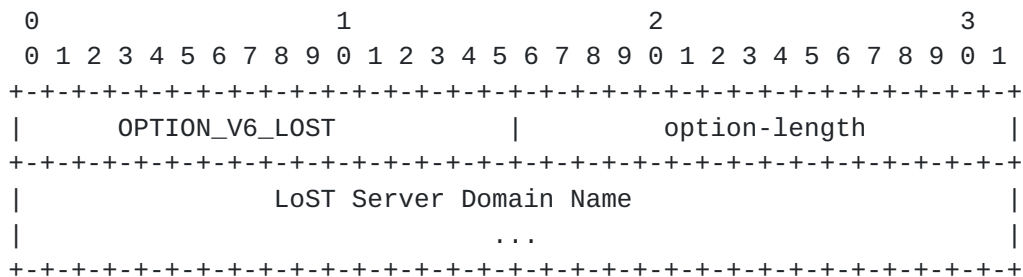 0                   1                   2                   3
 0 1 2 3 4 5 6 7 8 9 0 1 2 3 4 5 6 7 8 9 0 1 2 3 4 5 6 7 8 9 0 1
+-+-+-+-+-+-+-+-+-+-+-+-+-+-+-+-+-+-+-+-+-+-+-+-+-+-+-+-+-+-+-+-+
|      OPTION_V6_LOST           |         option-length         |
+-+-+-+-+-+-+-+-+-+-+-+-+-+-+-+-+-+-+-+-+-+-+-+-+-+-+-+-+-+-+-+-+
|                LoST Server Domain Name                        |
|                              ...                              |
+-+-+-+-+-+-+-+-+-+-+-+-+-+-+-+-+-+-+-+-+-+-+-+-+-+-+-+-+-+-+-+-+